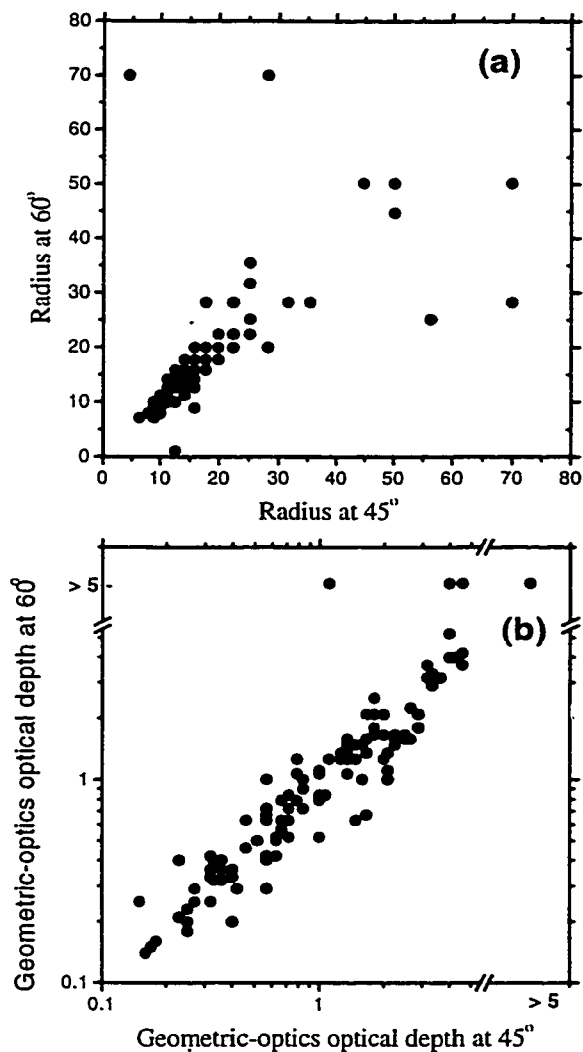 80
70
60
50
40
30
20
10
0
Radius at 60°
(a)
0 10 20 30 40 50 60 70 80
Radius at 45°
> 5
1
0.1
Geometric-optics optical depth at 60°
(b)
0.1 1 > 5
Geometric-optics optical depth at 45°